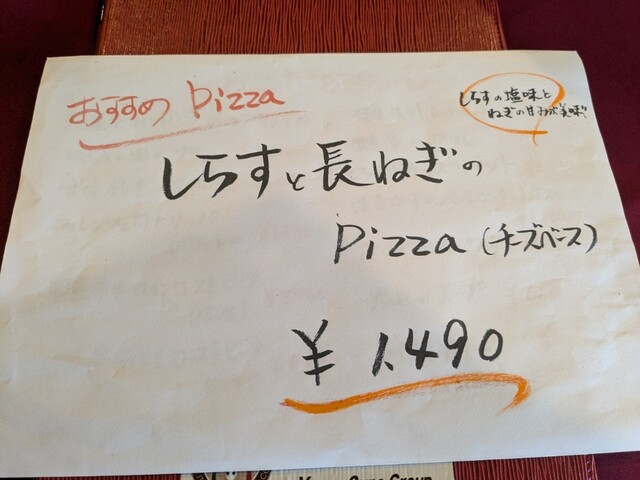 おすすめ Pizza
しらすの塩味と
ねぎの甘みが美味!!
しらすと長ねぎの
Pizza (チーズベース)
¥ 1,490
Group